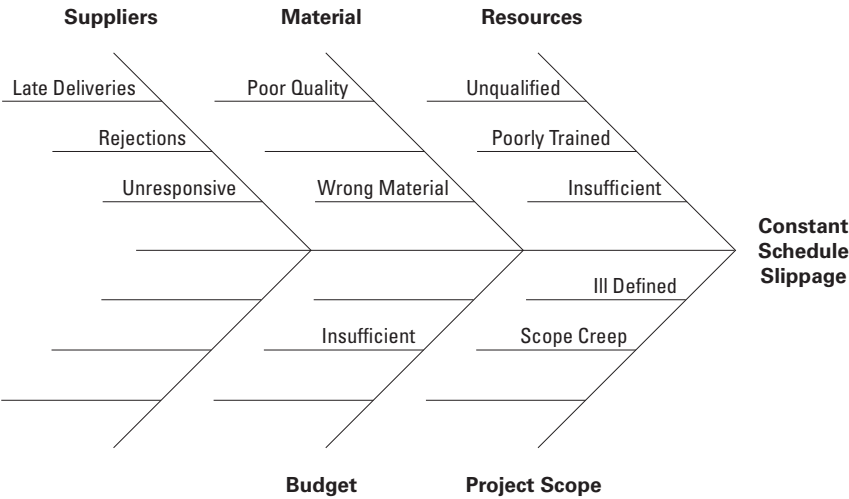 Suppliers
Material
Resources
Late Deliveries
Poor Quality
Unqualified
Rejections
Poorly Trained
Unresponsive
Wrong Material
Insufficient
Constant
Schedule
Slippage
Ill Defined
Insufficient
Scope Creep
Budget
Project Scope